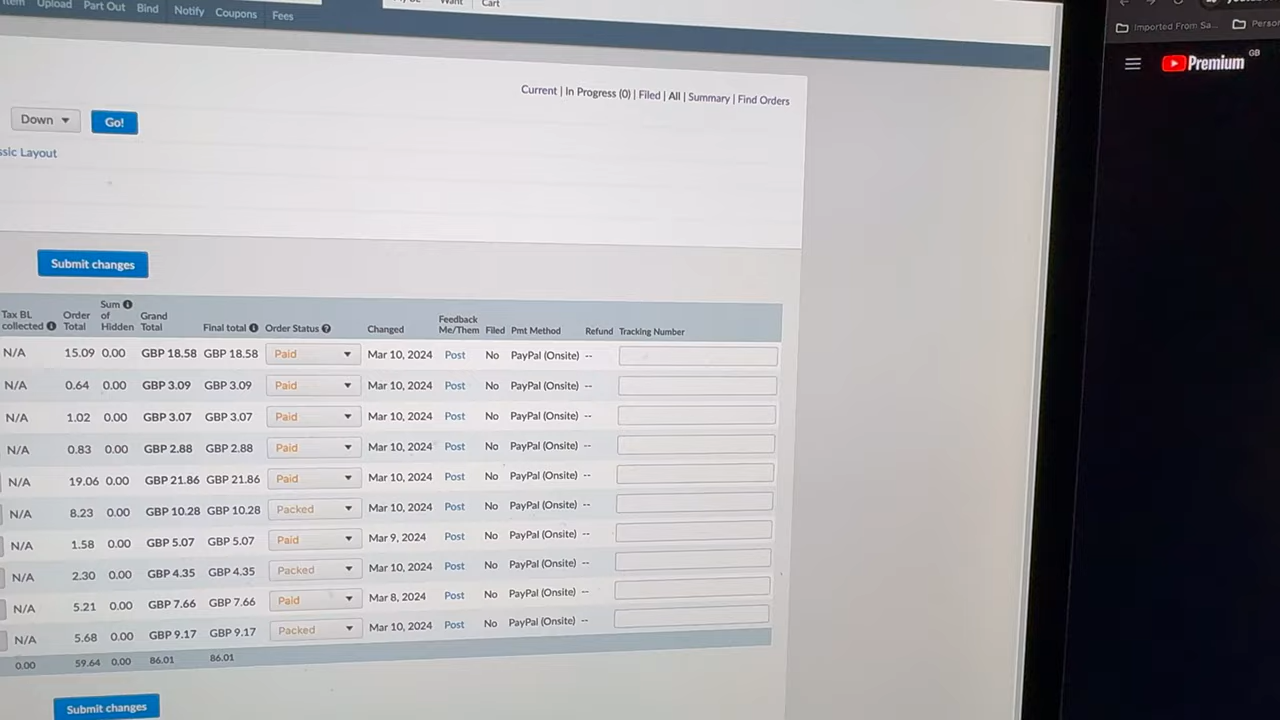 Upload Part Out Bind Notify Coupons Fees
Want Cart
Imported From Sa...
Premium GB
Current | In Progress (0) | Filed | All | Summary | Find Orders
Down Go!
Layout
Submit changes
Tax BL collected Order Total Sum of Hidden Grand Total Final total Order Status Changed Feedback Me/Them Filed Pmt Method Refund Tracking Number
N/A 15.09 0.00 GBP 18.58 GBP 18.58 Paid Mar 10, 2024 Post No PayPal (Onsite) --
N/A 0.64 0.00 GBP 3.09 GBP 3.09 Paid Mar 10, 2024 Post No PayPal (Onsite) --
N/A 1.02 0.00 GBP 3.07 GBP 3.07 Paid Mar 10, 2024 Post No PayPal (Onsite) --
N/A 0.83 0.00 GBP 2.88 GBP 2.88 Paid Mar 10, 2024 Post No PayPal (Onsite) --
N/A 19.06 0.00 GBP 21.86 GBP 21.86 Paid Mar 10, 2024 Post No PayPal (Onsite) --
N/A 8.23 0.00 GBP 10.28 GBP 10.28 Packed Mar 10, 2024 Post No PayPal (Onsite) --
N/A 1.58 0.00 GBP 5.07 GBP 5.07 Paid Mar 9, 2024 Post No PayPal (Onsite) --
N/A 2.30 0.00 GBP 4.35 GBP 4.35 Packed Mar 10, 2024 Post No PayPal (Onsite) --
N/A 5.21 0.00 GBP 7.66 GBP 7.66 Paid Mar 8, 2024 Post No PayPal (Onsite) --
N/A 5.68 0.00 GBP 9.17 GBP 9.17 Packed Mar 10, 2024 Post No PayPal (Onsite) --
0.00 59.64 0.00 86.01 86.01
Submit changes